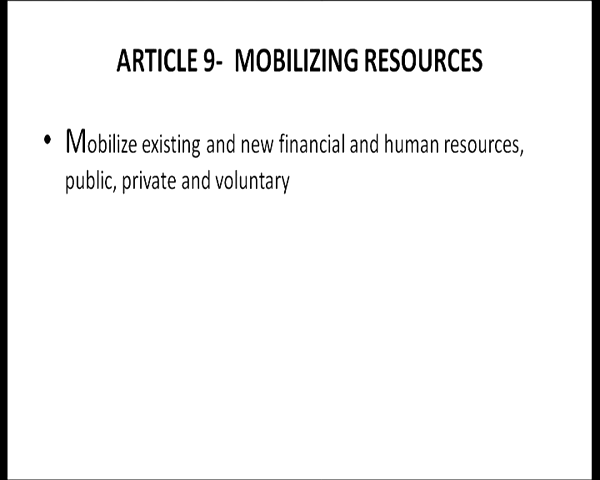 ARTICLE 9-  MOBILIZING RESOURCES
• Mobilize existing and new financial and human resources,
public, private and voluntary